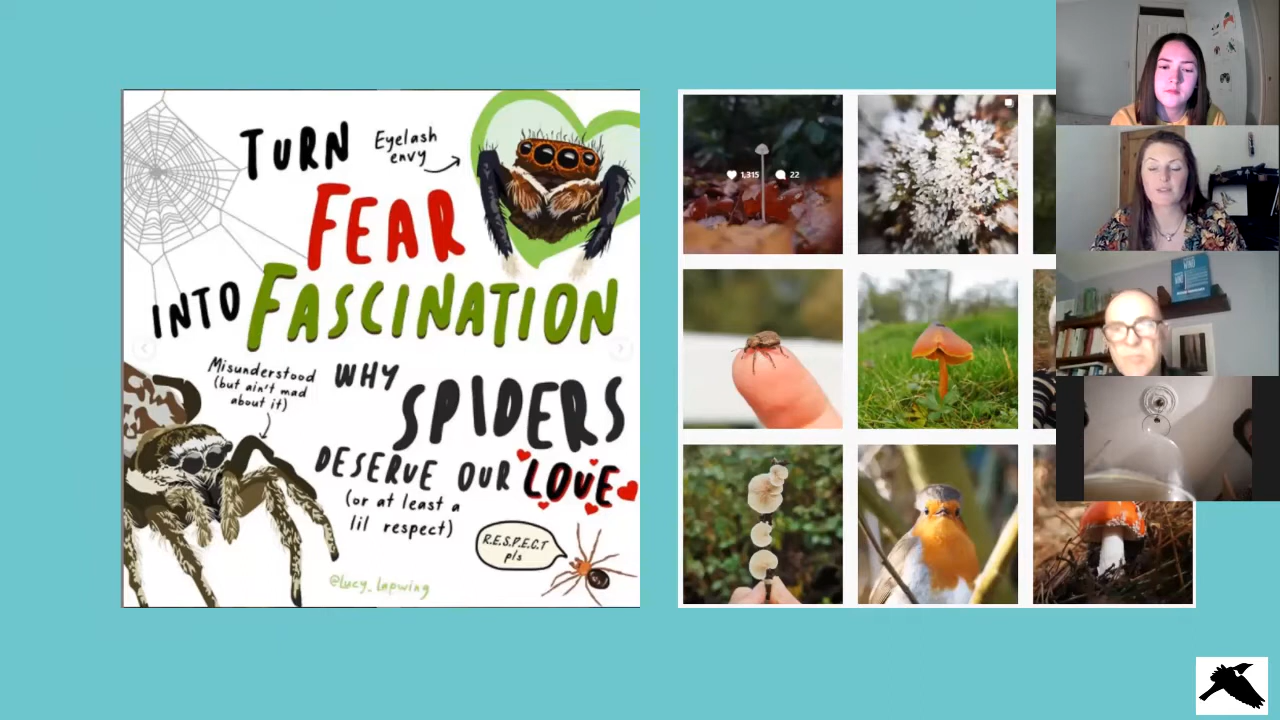 TURN
Eyelash
envy
FEAR
INTO FASCINATION
Misunderstood
(but ain't mad
about it)
WHY
SPIDERS
DESERVE OUR LOVE
(or at least a
lil respect)
R.E.S.P.E.C.T
pls
@lucy_lapwing
1,315 22